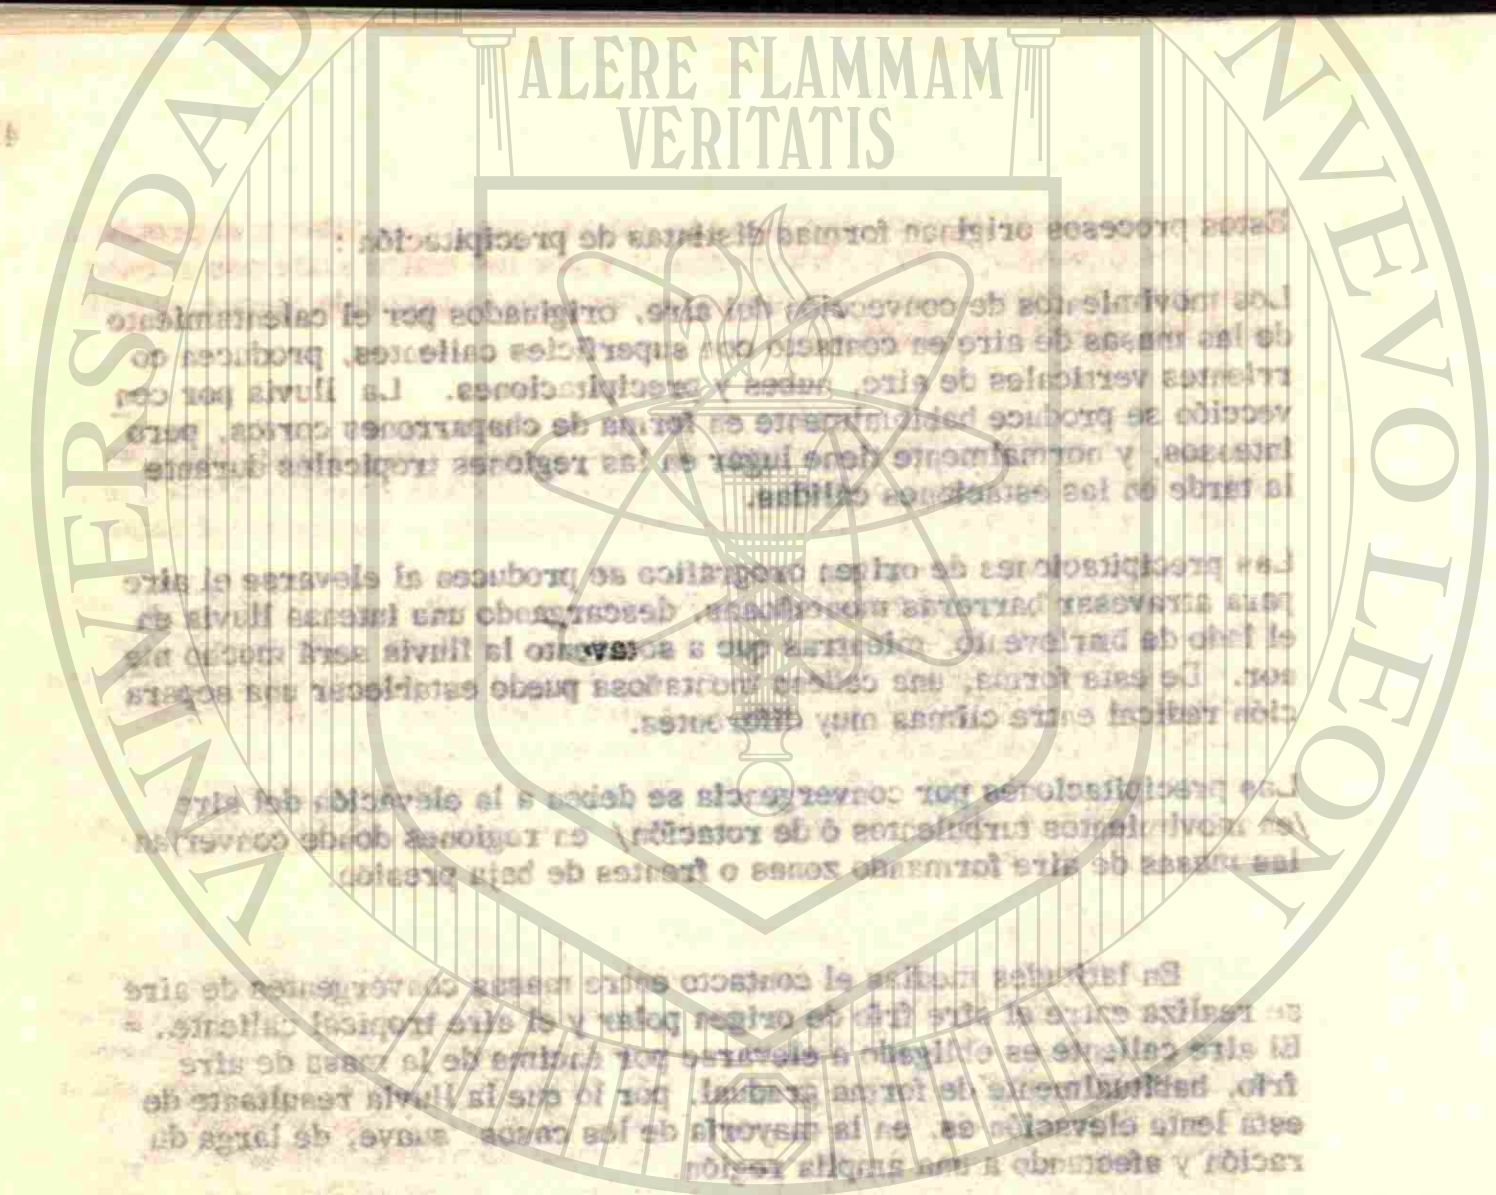 ALERE FLAMMAM
VERITATIS
UNIVERSIDAD
NUEVO LEON
4
Estos procesos originan formas distintas de precipitación :
Los movimientos de convección del aire, originados por el calentamiento
de las masas de aire en contacto con superficies calientes, producen co
rrientes verticales de aire, nubes y precipitaciones. La lluvia por con
vección se produce habitualmente en forma de chaparrones cortos, pero
intensos, y normalmente tiene lugar en las regiones tropicales durante
la tarde en las estaciones cálidas.
Las precipitaciones de origen orográfico se producen al elevarse el aire
para atravesar barreras montañosas, descargando una intensa lluvia en
el lado de barlovento, mientras que a sotavento la lluvia será mucho me
nor. De esta forma, una cadena montañosa puede establecer una separa
ción radical entre climas muy diferentes.
Las precipitaciones por convergencia se deben a la elevación del aire
/en movimientos turbulentos ó de rotación/ en regiones donde converjan
las masas de aire formando zonas o frentes de baja presión.
En latitudes medias el contacto entre masas convergentes de aire
se realiza entre el aire frío de origen polar y el aire tropical caliente.
El aire caliente es obligado a elevarse por encima de la masa de aire
frío, habitualmente de forma gradual, por lo que la lluvia resultante de
esta lenta elevación es, en la mayoría de los casos suave, de larga du
ración y afectando a una amplia región.